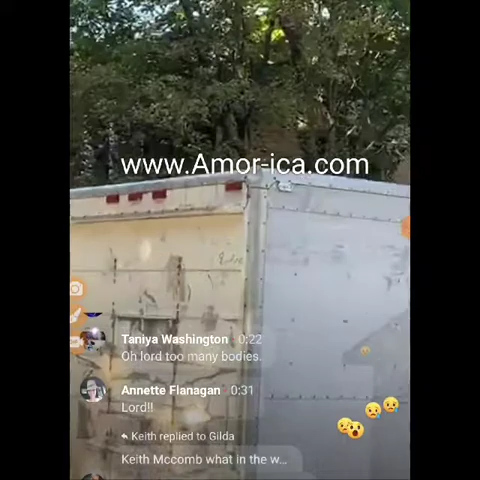 www.Amor-ica.com
Taniya Washington 0:22
Oh lord too many bodies.
Annette Flanagan 0:31
Lord!!
Keith replied to Gilda
Keith Mccomb what in the w...